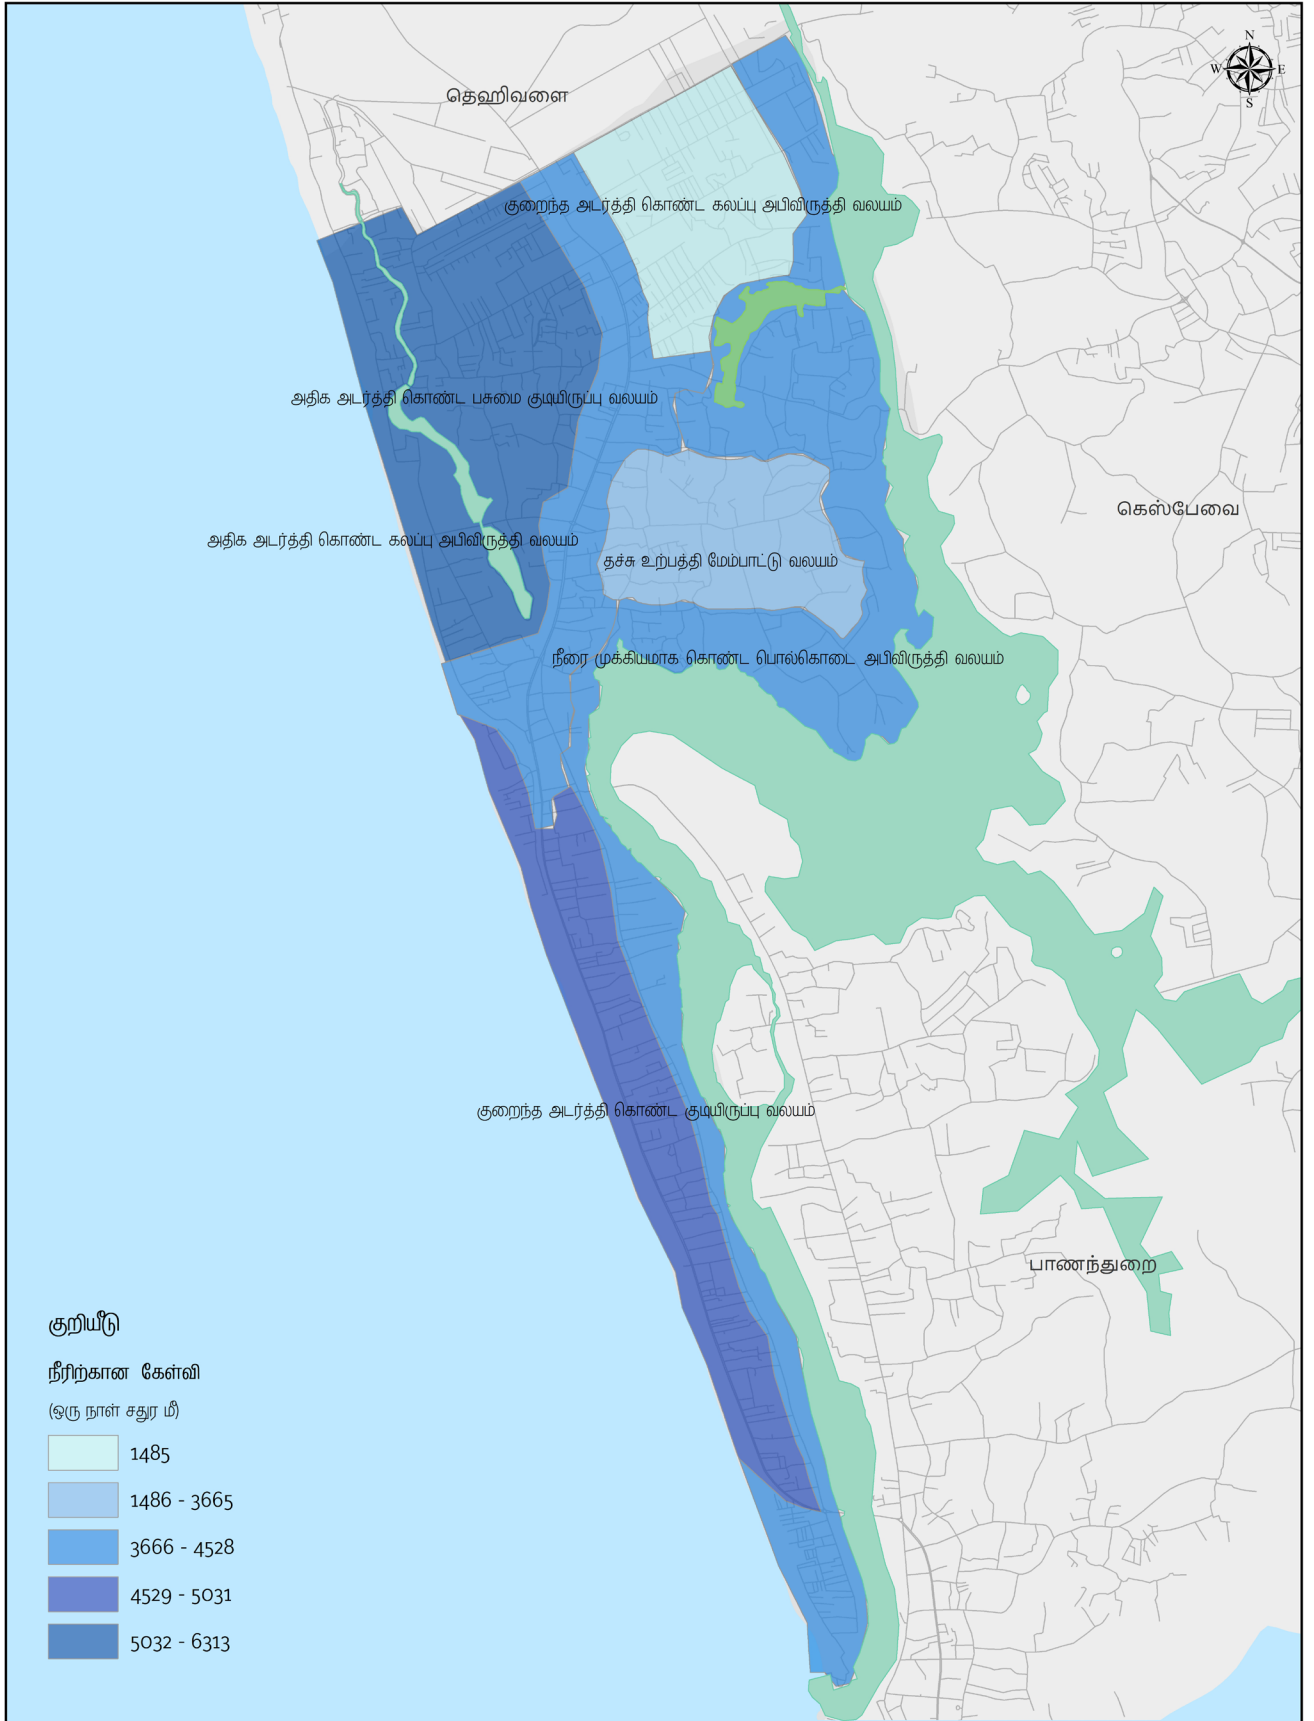 N
W E
S
தெஹிவளை
குறைந்த அடர்த்தி கொண்ட கலப்பு அபிவிருத்தி வலயம்
அதிக அடர்த்தி கொண்ட பசுமை குடியிருப்பு வலயம்
கெஸ்பேவை
அதிக அடர்த்தி கொண்ட கலப்பு அபிவிருத்தி வலயம்
தச்சு உற்பத்தி மேம்பாட்டு வலயம்
நீரை முக்கியமாக கொண்ட பொல்கொடை அபிவிருத்தி வலயம்
குறைந்த அடர்த்தி கொண்ட குடியிருப்பு வலயம்
பாணந்துறை
குறியீடு
நீரிற்கான கேள்வி
(ஒரு நாள் சதுர மீ)
1485
1486 - 3665
3666 - 4528
4529 - 5031
5032 - 6313